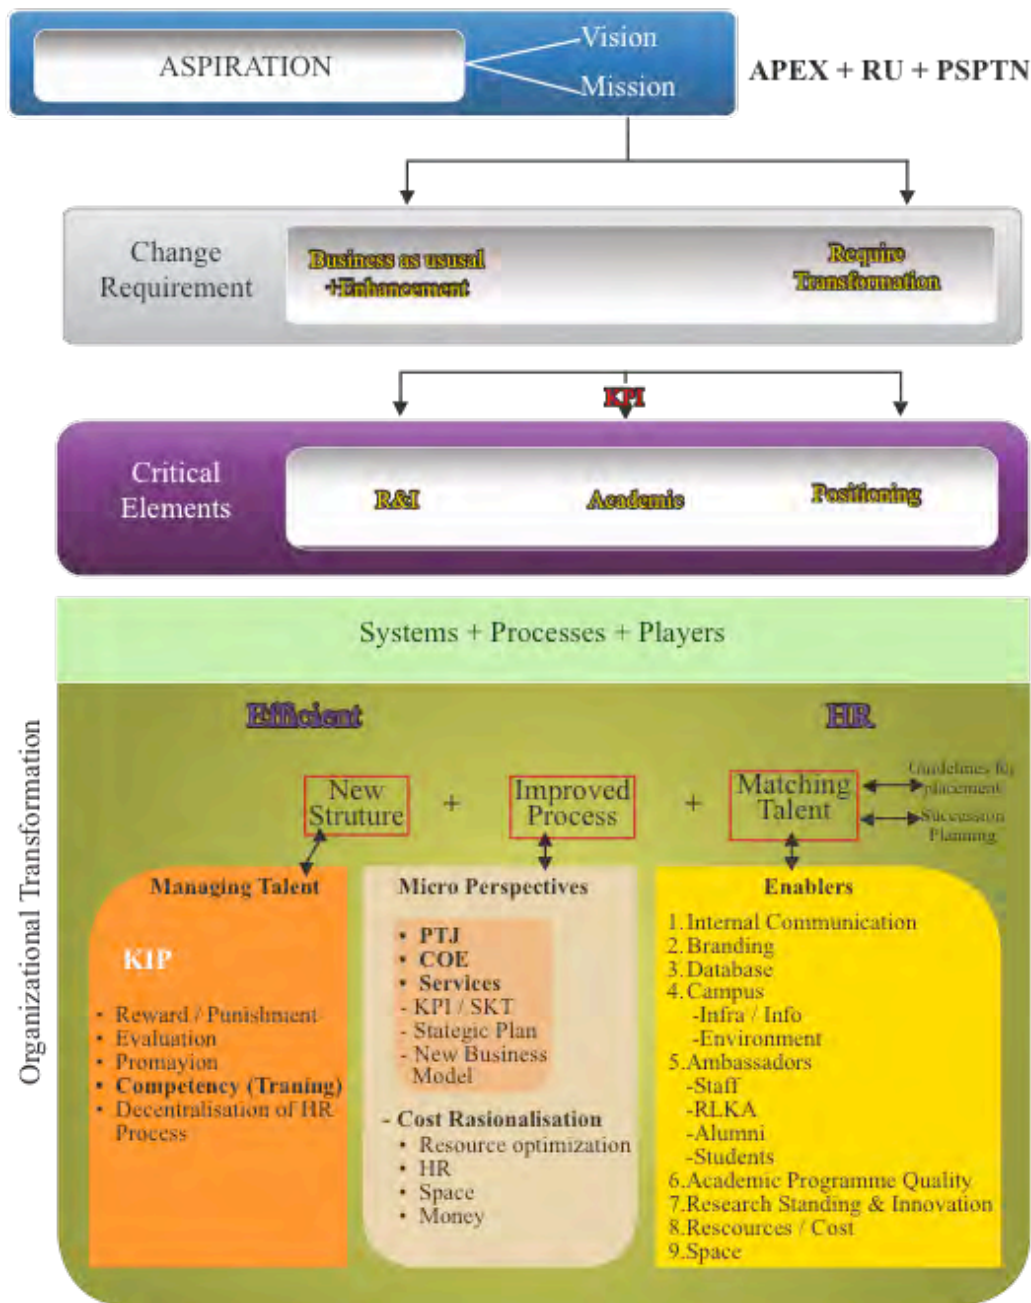 ASPIRATION
Vision
Mission
APEX + RU + PSPTN
Change
Requirement
Business as ususal
+Enhancement
Require
Transformation
KPI
Critical
Elements
R&I
Academic
Positioning
Systems + Processes + Players
Organizational Transformation
Efficient
HR
New
Struture
+
Improved
Process
+
Matching
Talent
Guidelines for
placement
Succession
Planning
Managing Talent
KIP
• Reward / Punishment
• Evaluation
• Promayion
• Competency (Traning)
• Decentralisation of HR
Process
Micro Perspectives
• PTJ
• COE
• Services
- KPI / SKT
- Stategic Plan
- New Business
Model
- Cost Rasionalisation
• Resource optimization
• HR
• Space
• Money
Enablers
1.Internal Communication
2.Branding
3.Database
4.Campus
-Infra / Info
-Environment
5.Ambassadors
-Staff
-RLKA
-Alumni
-Students
6.Academic Programme Quality
7.Research Standing & Innovation
8.Rescources / Cost
9.Space